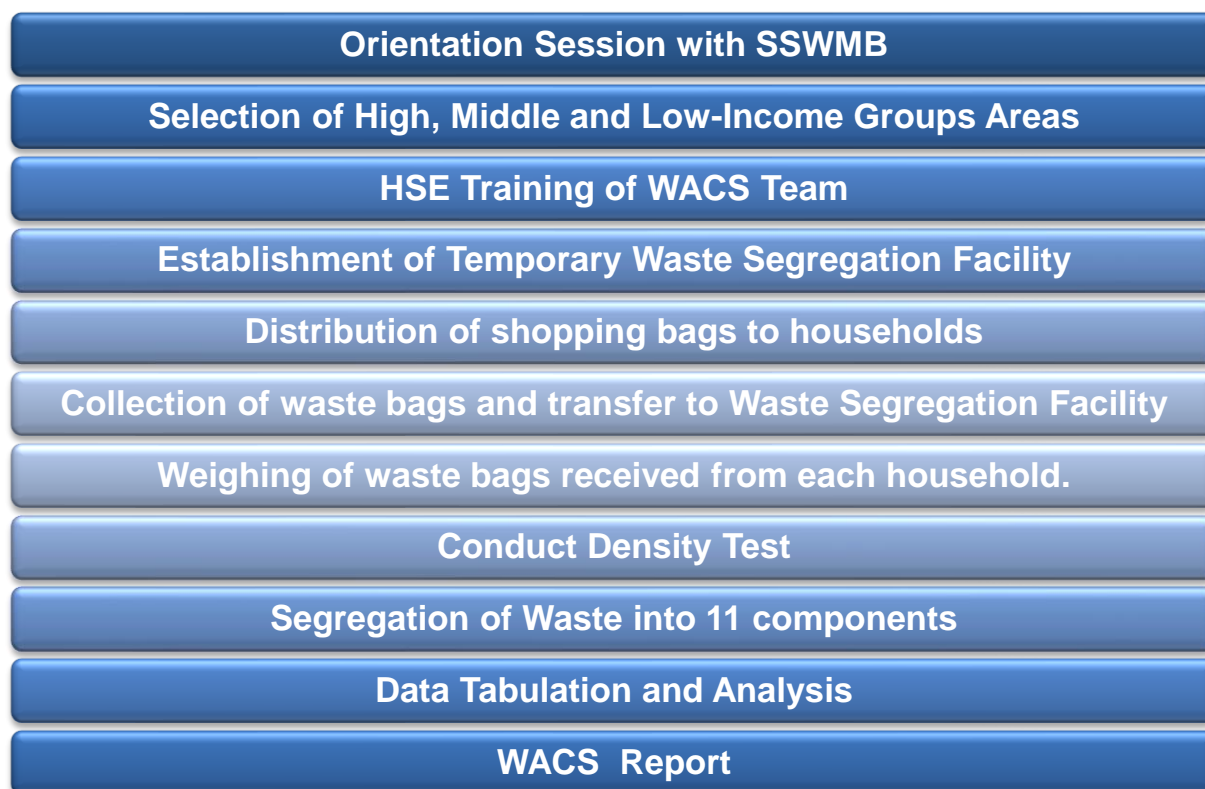 Orientation Session with SSWMB
Selection of High, Middle and Low-Income Groups Areas
HSE Training of WACS Team
Establishment of Temporary Waste Segregation Facility
Distribution of shopping bags to households
Collection of waste bags and transfer to Waste Segregation Facility
Weighing of waste bags received from each household.
Conduct Density Test
Segregation of Waste into 11 components
Data Tabulation and Analysis
WACS Report